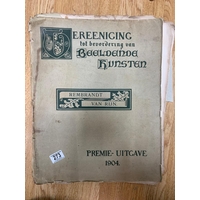 VEREENIGING
tot bevordering van
Beeldende
Kunsten
REMBRANDT
VAN RIJN
273
PREMIE-UITGAVE
1904.